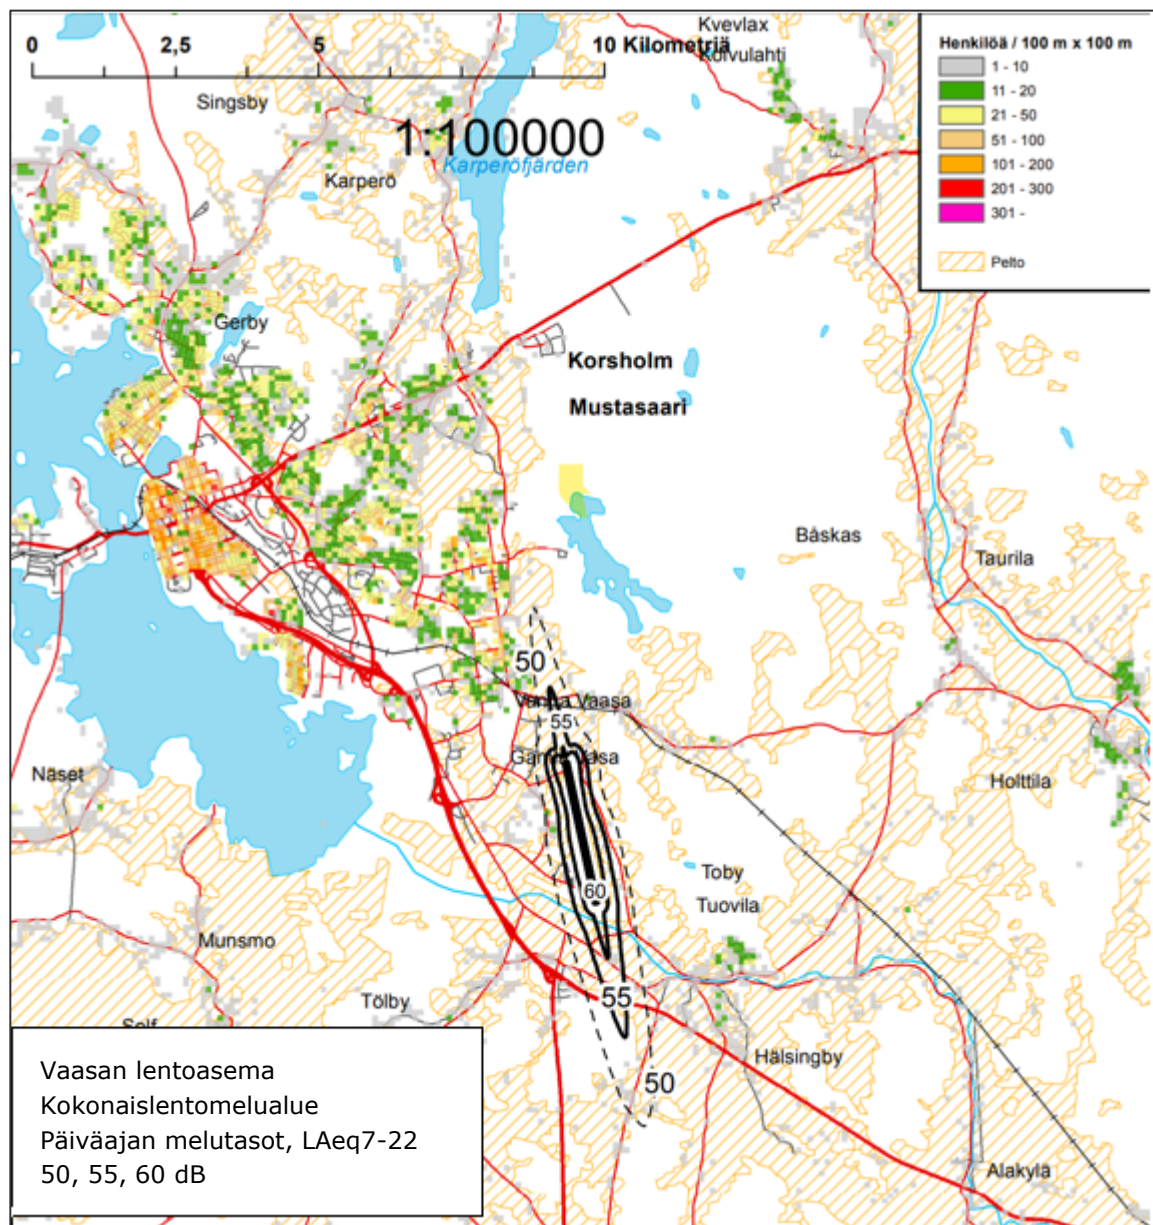 0 2,5 5 10 Kilometriä
Kvevlax
Koivulahti
Henkilöä / 100 m x 100 m
1 - 10
11 - 20
21 - 50
51 - 100
101 - 200
201 - 300
301 -
Pelto
Singsby
1:100000
Karperöfjärden
Karperö
Gerby
Korsholm
Mustasaari
Båskas
Taurila
50
Vanha Vaasa
55
Gamla Vasa
Näset
Holttila
Toby
60
Tuovila
Munsmo
55
Tölby
Hälsingby
50
Alakylä
Vaasan lentoasema
Kokonaislentomelualue
Päiväajan melutasot, LAeq7-22
50, 55, 60 dB